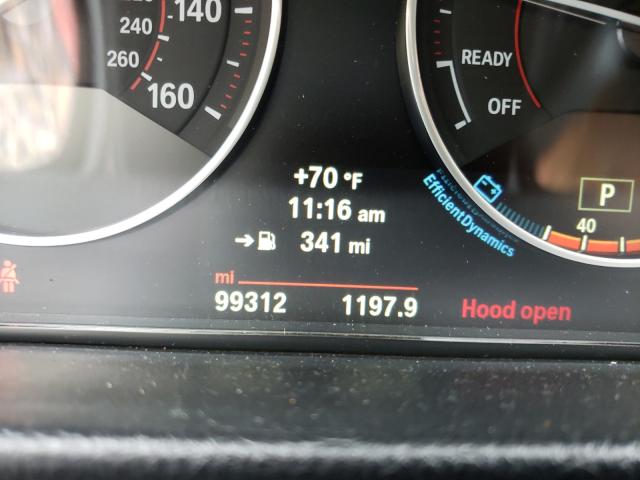 140
220
240
260
160
READY
OFF
+70 °F
11:16 am
341 mi
EfficientDynamics
P
40
mi
99312 1197.9 Hood open